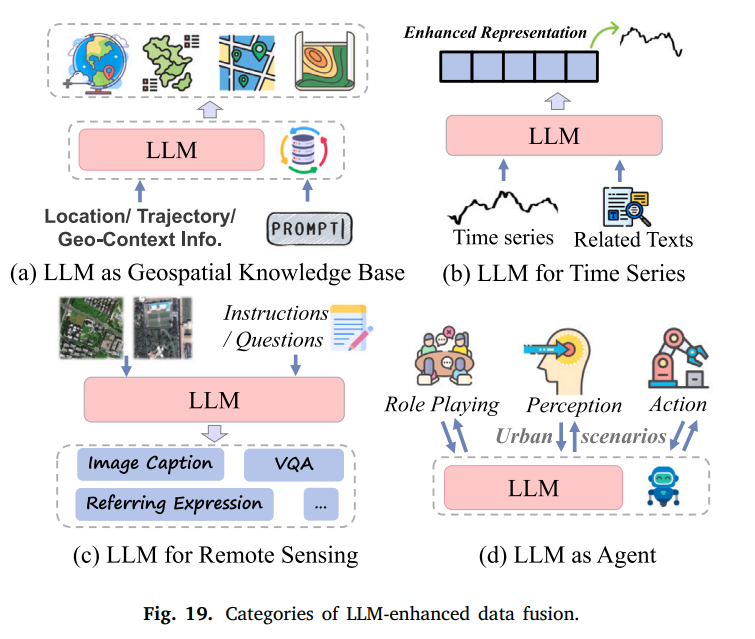 LLM
Location/ Trajectory/
Geo-Context Info.
PROMPT
(a) LLM as Geospatial Knowledge Base
Enhanced Representation
LLM
Time series
Related Texts
(b) LLM for Time Series
Instructions
/ Questions
LLM
Image Caption
VQA
Referring Expression
...
(c) LLM for Remote Sensing
Role Playing
Perception
Action
Urban scenarios
LLM
(d) LLM as Agent
Fig. 19. Categories of LLM-enhanced data fusion.